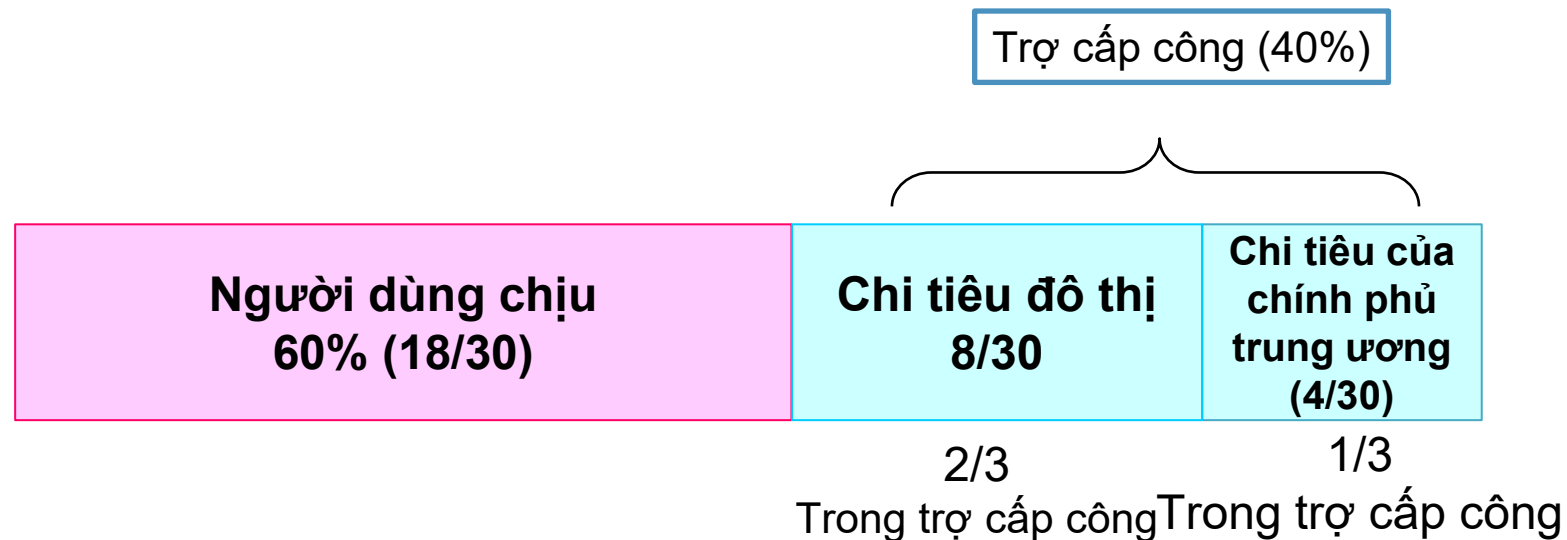 Trợ cấp công (40%)
Người dùng chịu
60% (18/30)
Chi tiêu đô thị
8/30
Chi tiêu của
chính phủ
trung ương
(4/30)
2/3
Trong trợ cấp công
1/3
Trong trợ cấp công